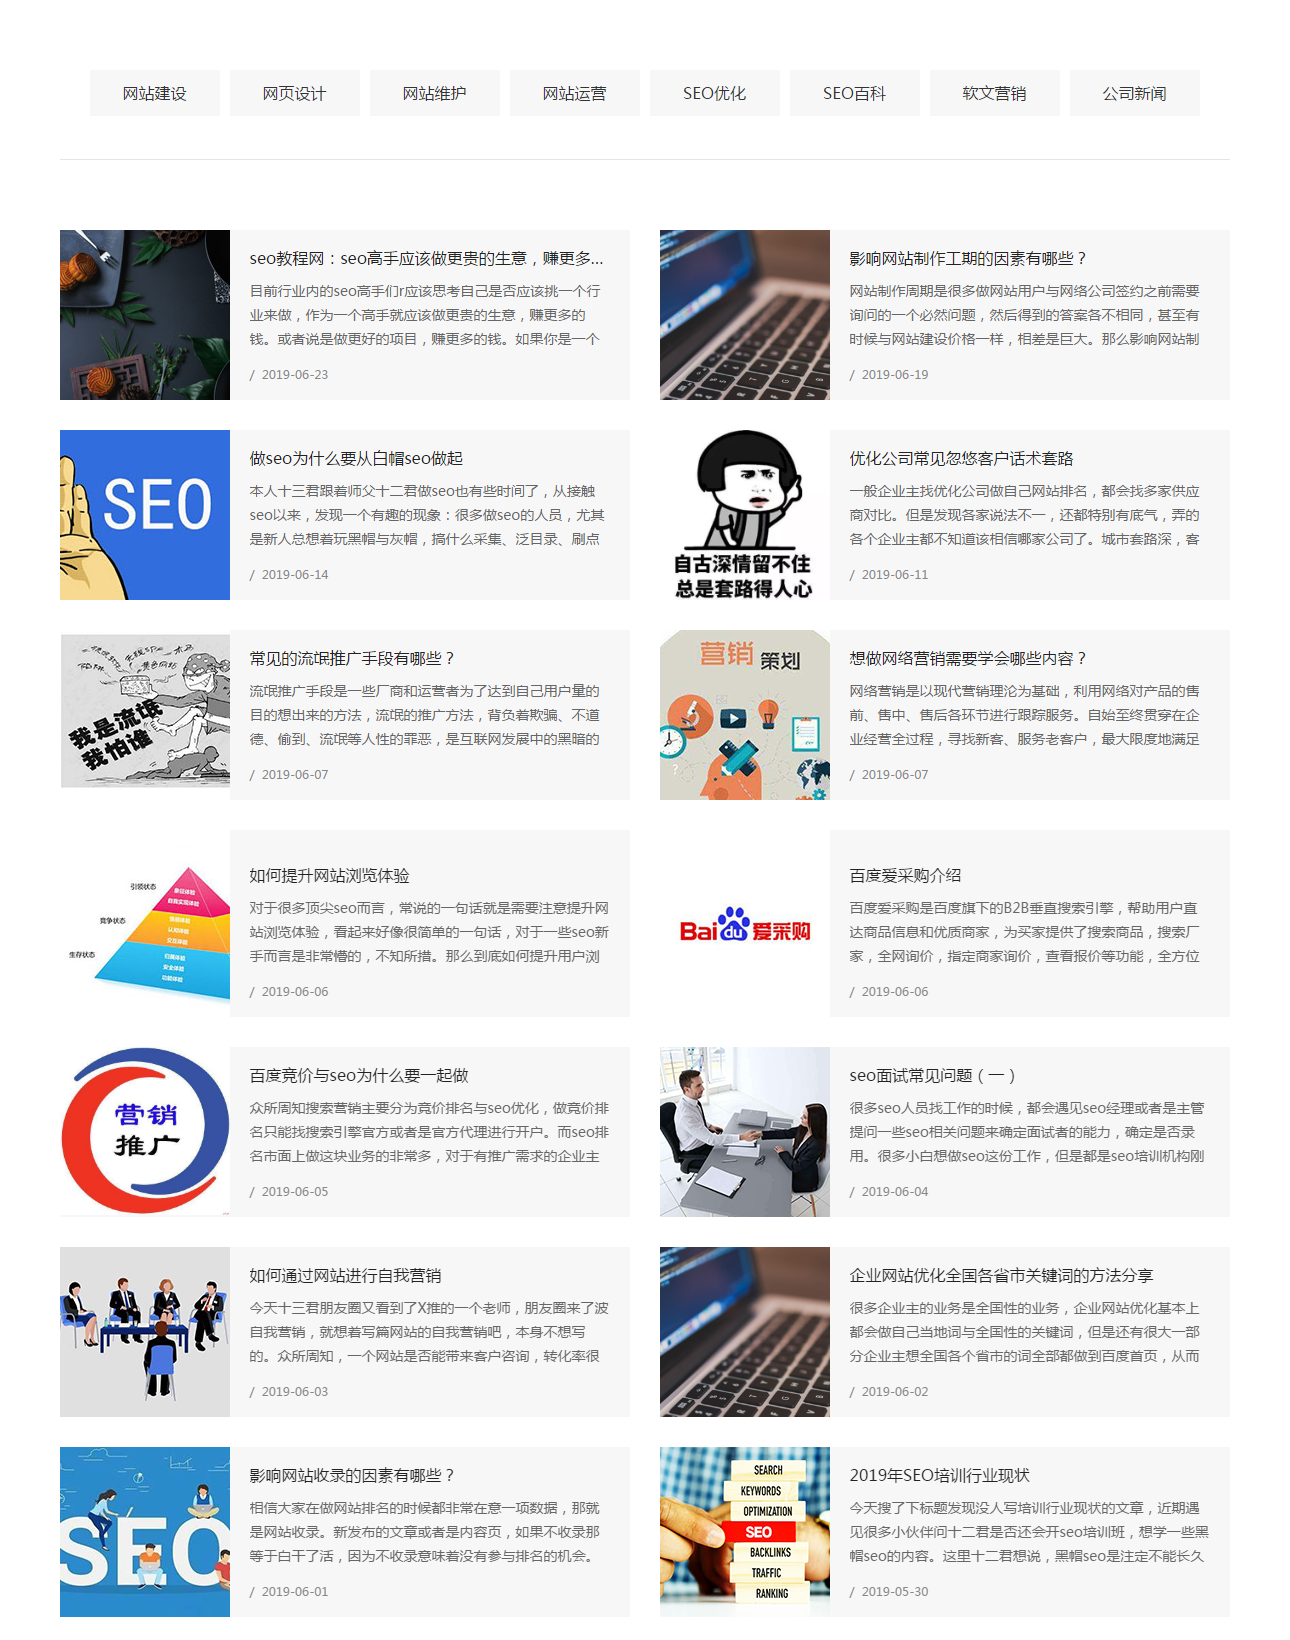 网站建设
网页设计
网站维护
网站运营
SEO优化
SEO百科
软文营销
公司新闻
seo教程网：seo高手应该做更贵的生意，赚更多...
目前行业内的seo高手们r应该思考自己是否应该挑一个行
业来做，作为一个高手就应该做更贵的生意，赚更多的
钱。或者说是做更好的项目，赚更多的钱。如果你是一个
/ 2019-06-23
影响网站制作工期的因素有哪些？
网站制作周期是很多做网站用户与网络公司签约之前需要
询问的一个必然问题，然后得到的答案各不相同，甚至有
时候与网站建设价格一样，相差是巨大。那么影响网站制
/ 2019-06-19
SEO
做seo为什么要从白帽seo做起
本人十三君跟着师父十二君做seo也有些时间了，从接触
seo以来，发现一个有趣的现象：很多做seo的人员，尤其
是新人总想着玩黑帽与灰帽，搞什么采集、泛目录、刷点
/ 2019-06-14
自古深情留不住
总是套路得人心
优化公司常见忽悠客户话术套路
一般企业主找优化公司做自己网站排名，都会找多家供应
商对比。但是发现各家说法不一，还都特别有底气，弄的
各个企业主都不知道该相信哪家公司了。城市套路深，客
/ 2019-06-11
我是流氓
我怕谁
常见的流氓推广手段有哪些？
流氓推广手段是一些厂商和运营者为了达到自己用户量的
目的想出来的方法，流氓的推广方法，背负着欺骗、不道
德、偷到、流氓等人性的罪恶，是互联网发展中的黑暗的
/ 2019-06-07
营销
策划
想做网络营销需要学会哪些内容？
网络营销是以现代营销理沦为基础，利用网络对产品的售
前、售中、售后各环节进行跟踪服务。自始至终贯穿在企
业经营全过程，寻找新客、服务老客户，最大限度地满足
/ 2019-06-07
引领状态
竞争状态
生存状态
自我实现体验
情感体验
认知体验
交互体验
归属体验
安全体验
功能体验
如何提升网站浏览体验
对于很多顶尖seo而言，常说的一句话就是需要注意提升网
站浏览体验，看起来好像很简单的一句话，对于一些seo新
手而言是非常懵的，不知所措。那么到底如何提升用户浏
/ 2019-06-06
Baidu爱采购
百度爱采购介绍
百度爱采购是百度旗下的B2B垂直搜索引擎，帮助用户直
达商品信息和优质商家，为买家提供了搜索商品，搜索厂
家，全网询价，指定商家询价，查看报价等功能，全方位
/ 2019-06-06
营销
推广
百度竞价与seo为什么要一起做
众所周知搜索营销主要分为竞价排名与seo优化，做竞价排
名只能找搜索引擎官方或者是官方代理进行开户。而seo排
名市面上做这块业务的非常多，对于有推广需求的企业主
/ 2019-06-05
seo面试常见问题（一）
很多seo人员找工作的时候，都会遇见seo经理或者是主管
提问一些seo相关问题来确定面试者的能力，确定是否录
用。很多小白想做seo这份工作，但是都是seo培训机构刚
/ 2019-06-04
如何通过网站进行自我营销
今天十三君朋友圈又看到了X推的一个老师，朋友圈来了波
自我营销，就想着写篇网站的自我营销吧，本身不想写
的。众所周知，一个网站是否能带来客户咨询，转化率很
/ 2019-06-03
企业网站优化全国各省市关键词的方法分享
很多企业主的业务是全国性的业务，企业网站优化基本上
都会做自己当地词与全国性的关键词，但是还有很大一部
分企业主想全国各个省市的词全部都做到百度首页，从而
/ 2019-06-02
SEO
影响网站收录的因素有哪些？
相信大家在做网站排名的时候都非常在意一项数据，那就
是网站收录。新发布的文章或者是内容页，如果不收录那
等于白干了活，因为不收录意味着没有参与排名的机会。
/ 2019-06-01
SEARCH
KEYWORDS
OPTIMIZATION
SEO
BACKLINKS
TRAFFIC
RANKING
2019年SEO培训行业现状
今天搜了下标题发现没人写培训行业现状的文章，近期遇
见很多小伙伴问十二君是否还会开seo培训班，想学一些黑
帽seo的内容。这里十二君想说，黑帽seo是注定不能长久
/ 2019-05-30